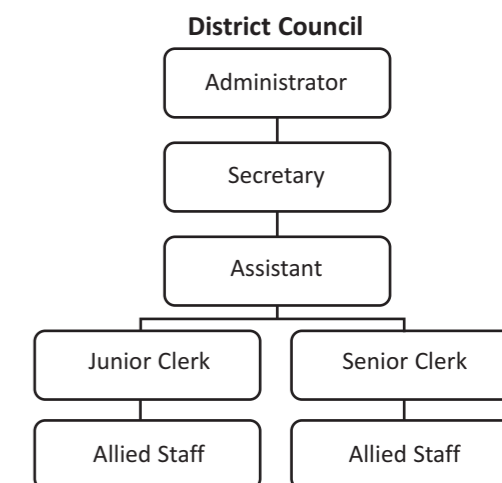 District Council
Administrator
Secretary
Assistant
Junior Clerk
Senior Clerk
Allied Staff
Allied Staff